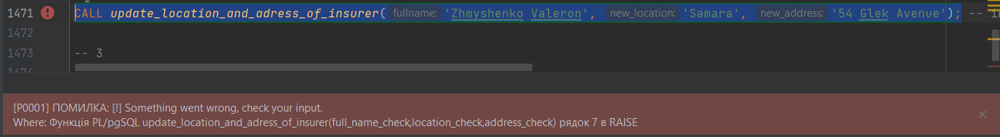 1471 CALL update_location_and_adress_of_insurer( fullname: 'Zhmyshenko Valeron', new_location: 'Samara', new_address: '54 Glek Avenue'); --
1472
1473 -- 3
1474
[P0001] ПОМИЛКА: [!] Something went wrong, check your input.
Where: Функція PL/pgSQL update_location_and_adress_of_insurer(full_name_check,location_check,address_check) рядок 7 в RAISE